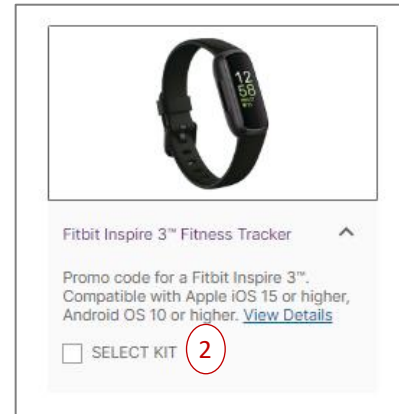 12
58
Fitbit Inspire 3™ Fitness Tracker
Promo code for a Fitbit Inspire 3™.
Compatible with Apple iOS 15 or higher,
Android OS 10 or higher. View Details
SELECT KIT 2